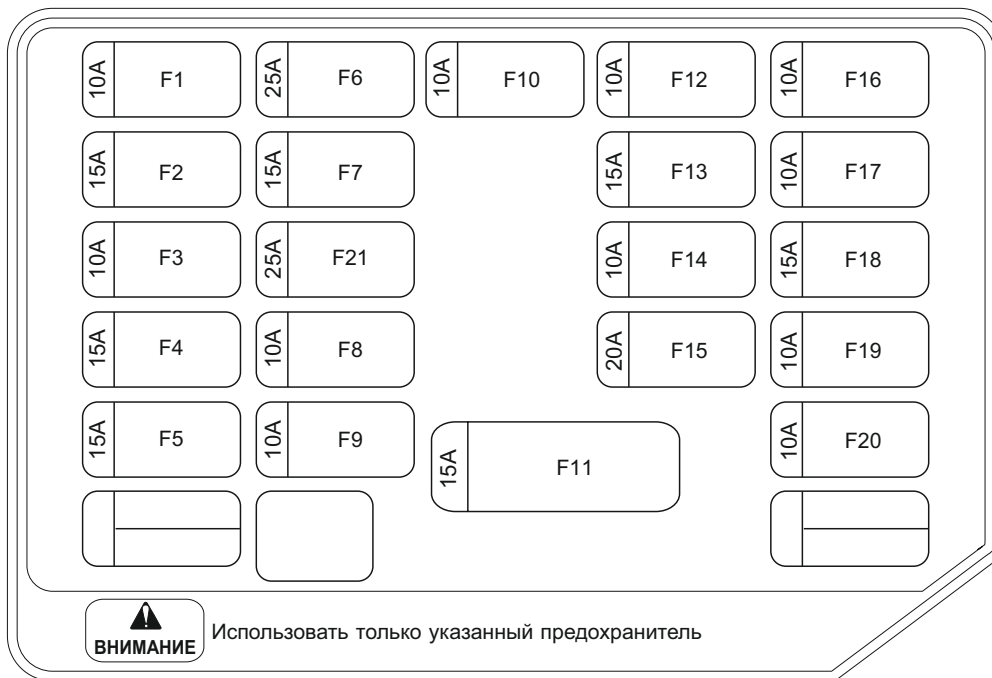 10A F1 25A F6 10A F10 10A F12 10A F16
15A F2 15A F7 15A F13 10A F17
10A F3 25A F21 10A F14 15A F18
15A F4 10A F8 20A F15 10A F19
15A F5 10A F9 15A F11 10A F20
ВНИМАНИЕ Использовать только указанный предохранитель